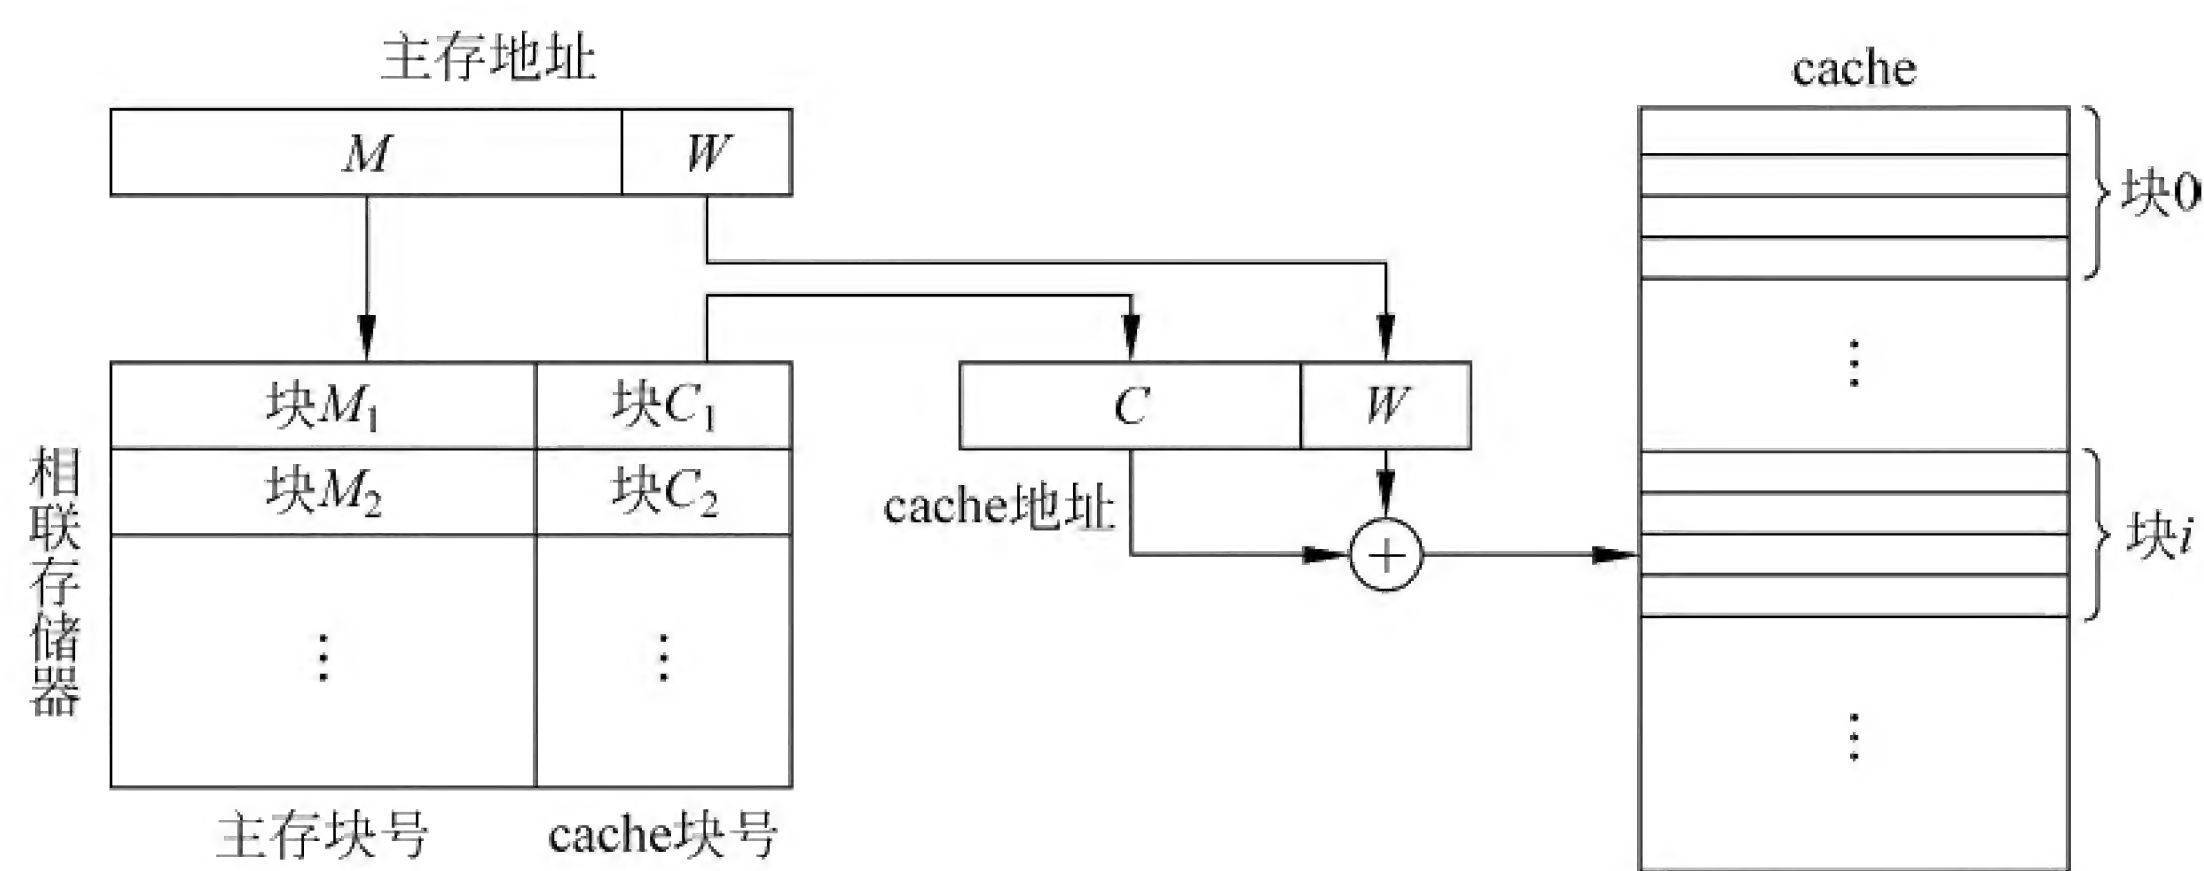 主存地址
cache
M W
块0
块M₁ 块C₁
C W
块M₂ 块C₂
cache地址
+
块i
相联存储器
主存块号 cache块号